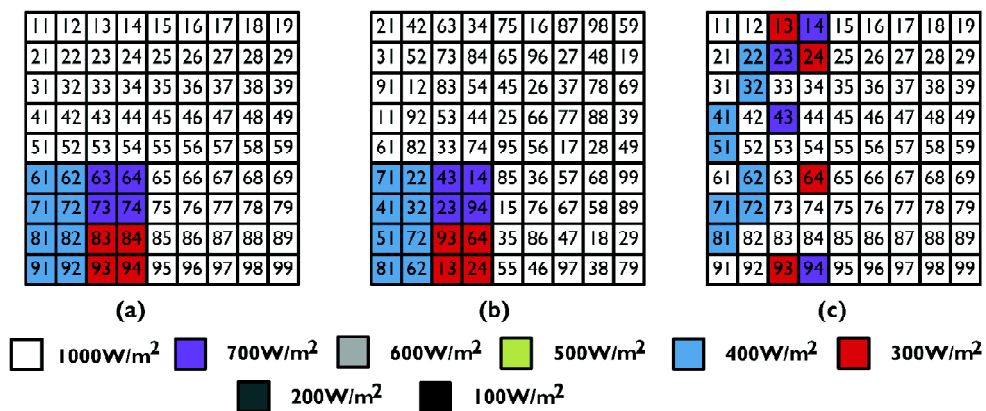 11 12 13 14 15 16 17 18 19 21 42 63 34 75 16 87 98 59 11 12 13 14 15 16 17 18 19
21 22 23 24 25 26 27 28 29 31 52 73 84 65 96 27 48 19 21 22 23 24 25 26 27 28 29
31 32 33 34 35 36 37 38 39 91 12 83 54 45 26 37 78 69 31 32 33 34 35 36 37 38 39
41 42 43 44 45 46 47 48 49 11 92 53 44 25 66 77 88 39 41 42 43 44 45 46 47 48 49
51 52 53 54 55 56 57 58 59 61 82 33 74 95 56 17 28 49 51 52 53 54 55 56 57 58 59
61 62 63 64 65 66 67 68 69 71 22 43 14 85 36 57 68 99 61 62 63 64 65 66 67 68 69
71 72 73 74 75 76 77 78 79 41 32 23 94 15 76 67 58 89 71 72 73 74 75 76 77 78 79
81 82 83 84 85 86 87 88 89 51 72 93 64 35 86 47 18 29 81 82 83 84 85 86 87 88 89
91 92 93 94 95 96 97 98 99 81 62 13 24 55 46 97 38 79 91 92 93 94 95 96 97 98 99
(a) (b) (c)
1000W/m² 700W/m² 600W/m² 500W/m² 400W/m² 300W/m²
200W/m² 100W/m²